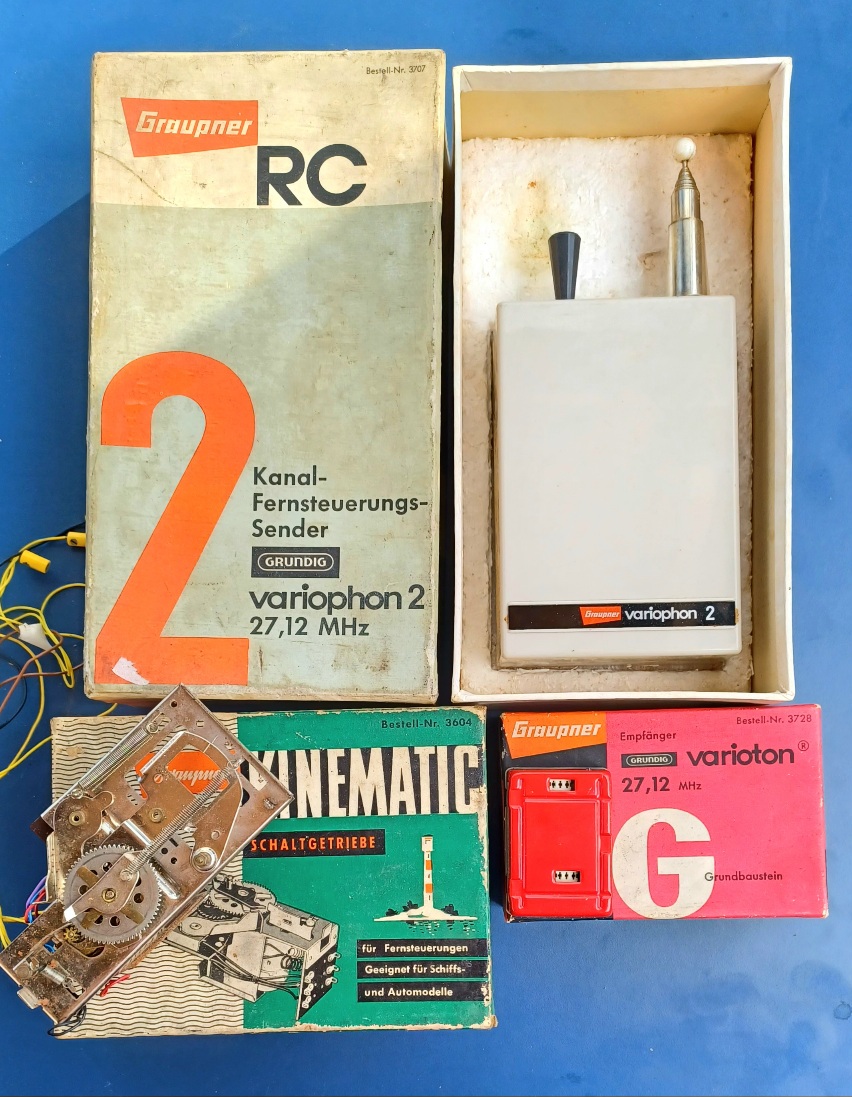 Bestell-Nr. 3707
Graupner
RC
2
Kanal-
Fernsteuerungs-
Sender
GRUNDIG
variophon 2
27,12 MHz
Graupner variophon 2
Bestell-Nr. 3604
Graupner
KINEMATIC
SCHALTGETRIEBE
für Fernsteuerungen
Geeignet für Schiffs-
und Automodelle
Graupner
Bestell-Nr. 3728
Empfänger
GRUNDIG varioton®
27,12 MHz
G
Grundbaustein